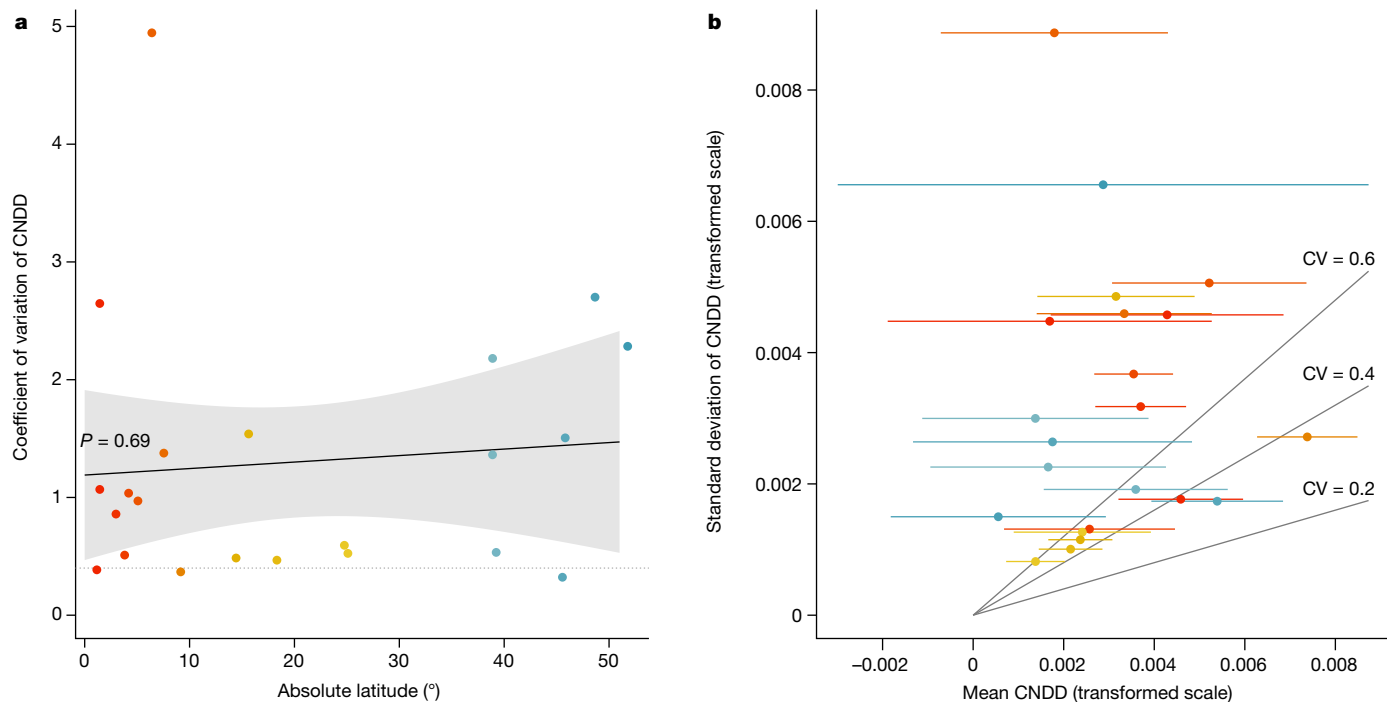 a
5
4
3
2
1
0
Coefficient of variation of CNDD
P = 0.69
0 10 20 30 40 50
Absolute latitude (°)
b
0.008
0.006
0.004
0.002
0
Standard deviation of CNDD (transformed scale)
CV = 0.6
CV = 0.4
CV = 0.2
−0.002 0 0.002 0.004 0.006 0.008
Mean CNDD (transformed scale)